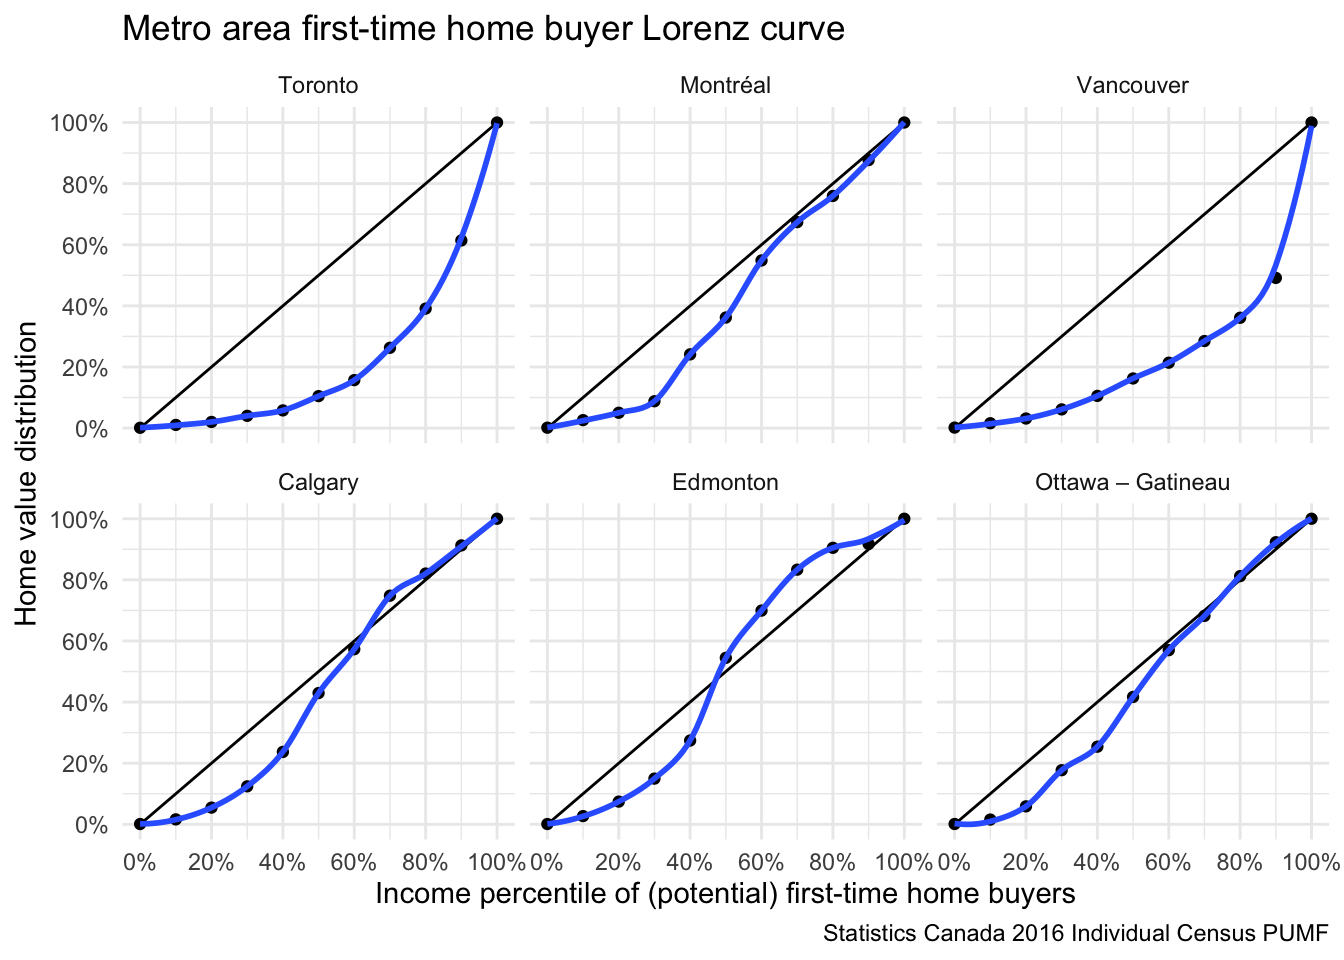 Metro area first-time home buyer Lorenz curve
Toronto
Montréal
Vancouver
100%
80%
60%
40%
20%
0%
Calgary
Edmonton
Ottawa – Gatineau
100%
80%
60%
40%
20%
0%
Home value distribution
0% 20% 40% 60% 80% 100% 0% 20% 40% 60% 80% 100% 0% 20% 40% 60% 80% 100%
Income percentile of (potential) first-time home buyers
Statistics Canada 2016 Individual Census PUMF